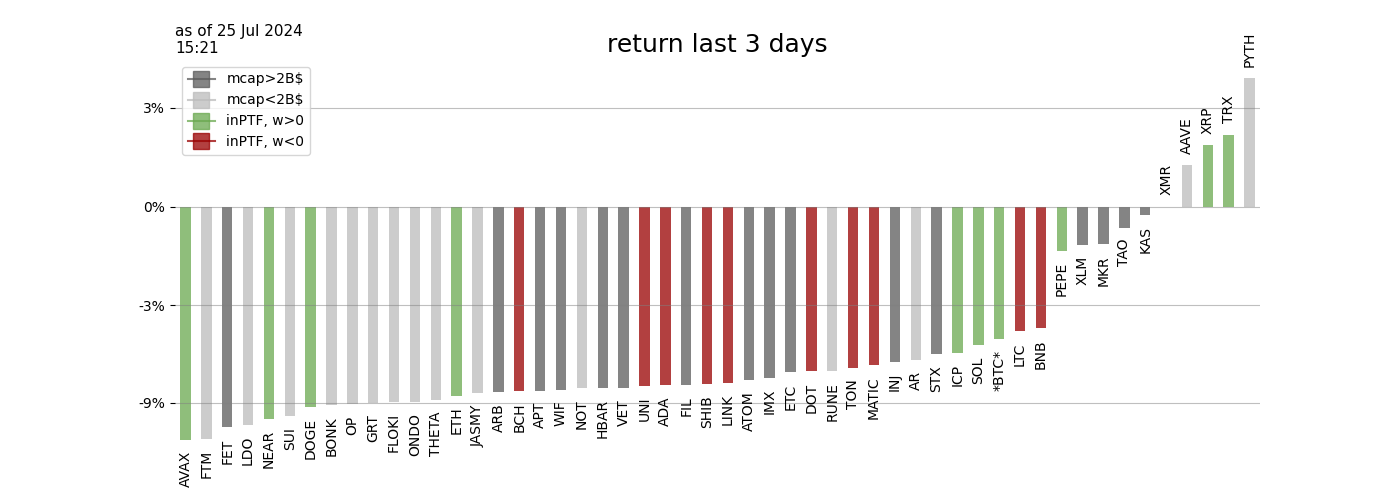 as of 25 Jul 2024
15:21
return last 3 days
mcap>2B$
mcap<2B$
inPTF, w>0
inPTF, w<0
3%
0%
-3%
-9%
AVAX
FTM
FET
LDO
NEAR
SUI
DOGE
BONK
OP
GRT
FLOKI
ONDO
THETA
ETH
JASMY
ARB
BCH
APT
WIF
NOT
HBAR
VET
UNI
ADA
FIL
SHIB
LINK
ATOM
IMX
ETC
DOT
RUNE
TON
MATIC
INJ
AR
STX
ICP
SOL
*BTC*
LTC
BNB
PEPE
XLM
MKR
TAO
KAS
XMR
AAVE
XRP
TRX
PYTH